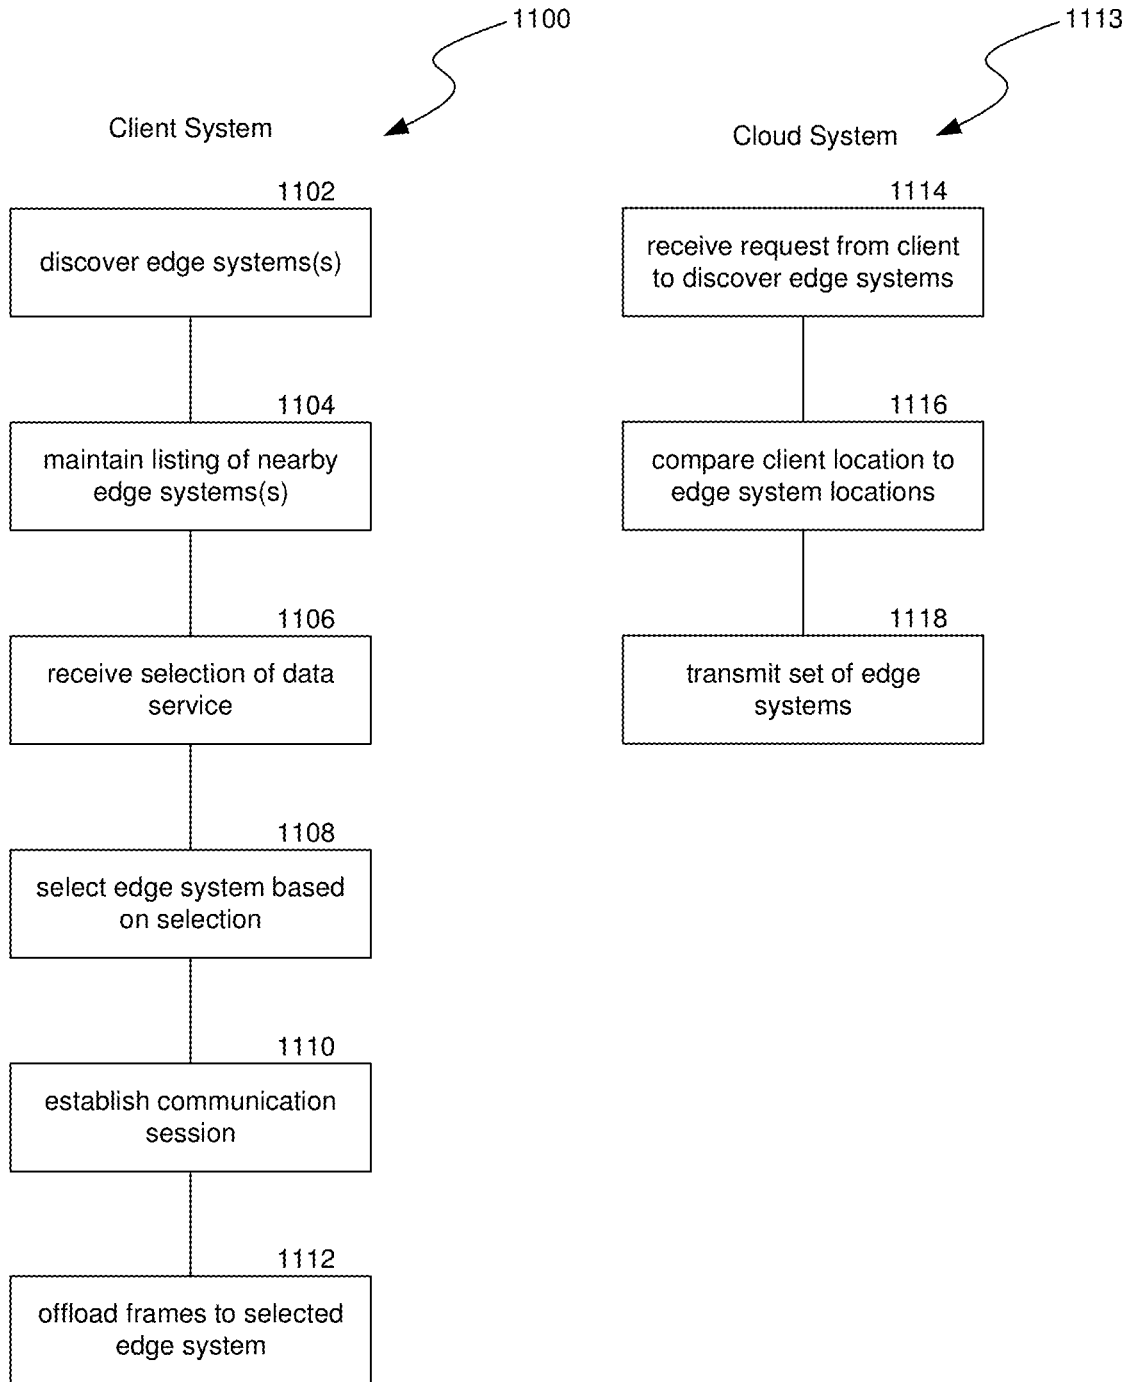 1100
Client System
1102
discover edge systems(s)
1104
maintain listing of nearby
edge systems(s)
1106
receive selection of data
service
1108
select edge system based
on selection
1110
establish communication
session
1112
offload frames to selected
edge system
1113
Cloud System
1114
receive request from client
to discover edge systems
1116
compare client location to
edge system locations
1118
transmit set of edge
systems